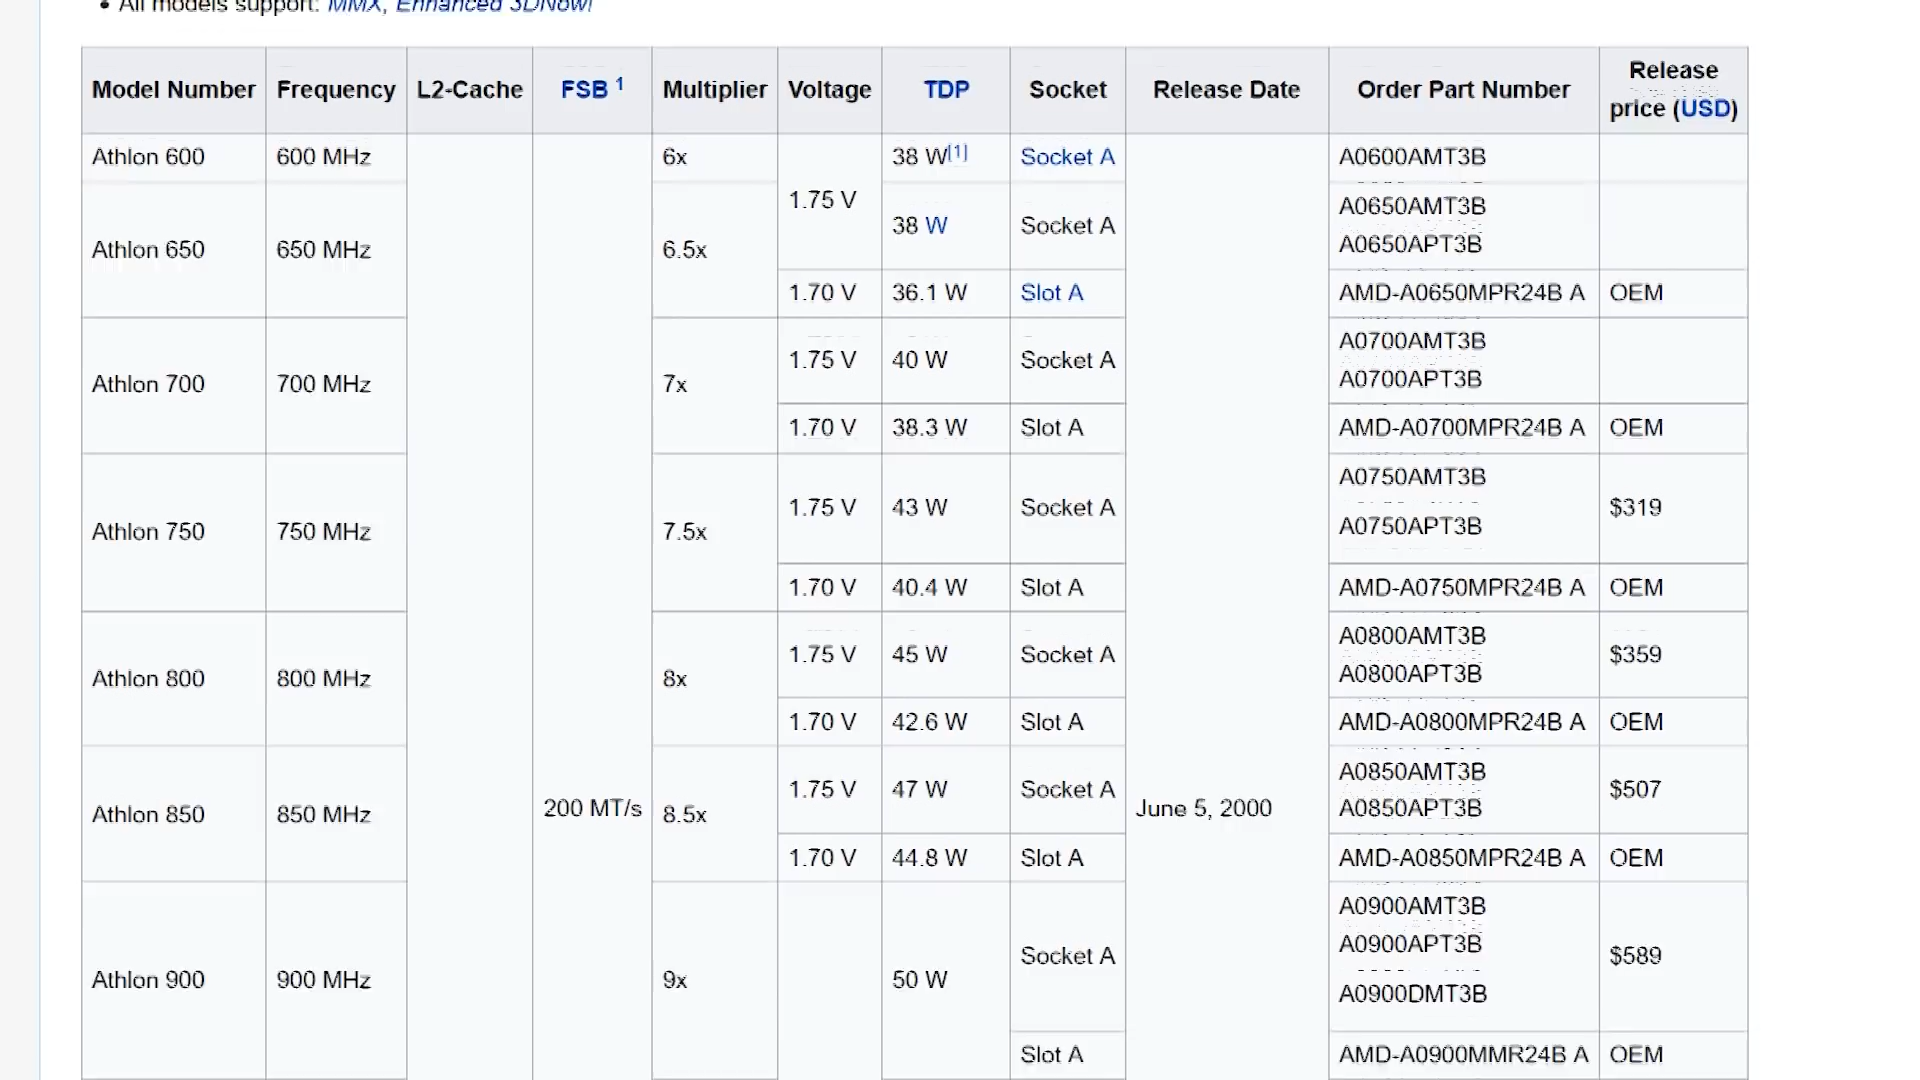 • All models support: MMX, Enhanced 3DNow!
Model Number Frequency L2-Cache FSB 1 Multiplier Voltage TDP Socket Release Date Order Part Number Release price (USD)
Athlon 600 600 MHz 6x 1.75 V 38 W[1] Socket A A0600AMT3B
Athlon 650 650 MHz 6.5x 38 W Socket A A0650AMT3B
A0650APT3B
1.70 V 36.1 W Slot A AMD-A0650MPR24B A OEM
Athlon 700 700 MHz 7x 1.75 V 40 W Socket A A0700AMT3B
A0700APT3B
1.70 V 38.3 W Slot A AMD-A0700MPR24B A OEM
Athlon 750 750 MHz 7.5x 1.75 V 43 W Socket A A0750AMT3B $319
A0750APT3B
1.70 V 40.4 W Slot A AMD-A0750MPR24B A OEM
Athlon 800 800 MHz 8x 1.75 V 45 W Socket A A0800AMT3B $359
A0800APT3B
1.70 V 42.6 W Slot A AMD-A0800MPR24B A OEM
Athlon 850 850 MHz 200 MT/s 8.5x 1.75 V 47 W Socket A June 5, 2000 A0850AMT3B $507
A0850APT3B
1.70 V 44.8 W Slot A AMD-A0850MPR24B A OEM
Athlon 900 900 MHz 9x 50 W Socket A A0900AMT3B $589
A0900APT3B
A0900DMT3B
Slot A AMD-A0900MMR24B A OEM